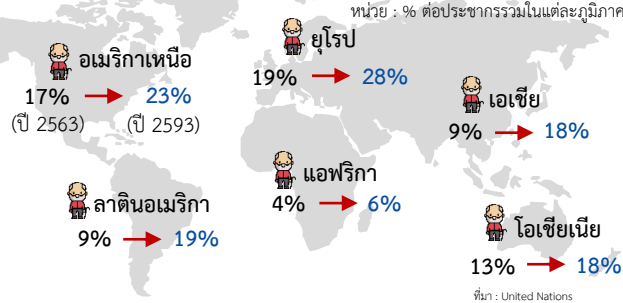 หน่วย : % ต่อประชากรรวมในแต่ละภูมิภาค
อเมริกาเหนือ
17% 23%
(ปี 2563) (ปี 2593)
ยุโรป
19% 28%
เอเชีย
9% 18%
แอฟริกา
4% 6%
ลาตินอเมริกา
9% 19%
โอเชียเนีย
13% 18%
ที่มา : United Nations